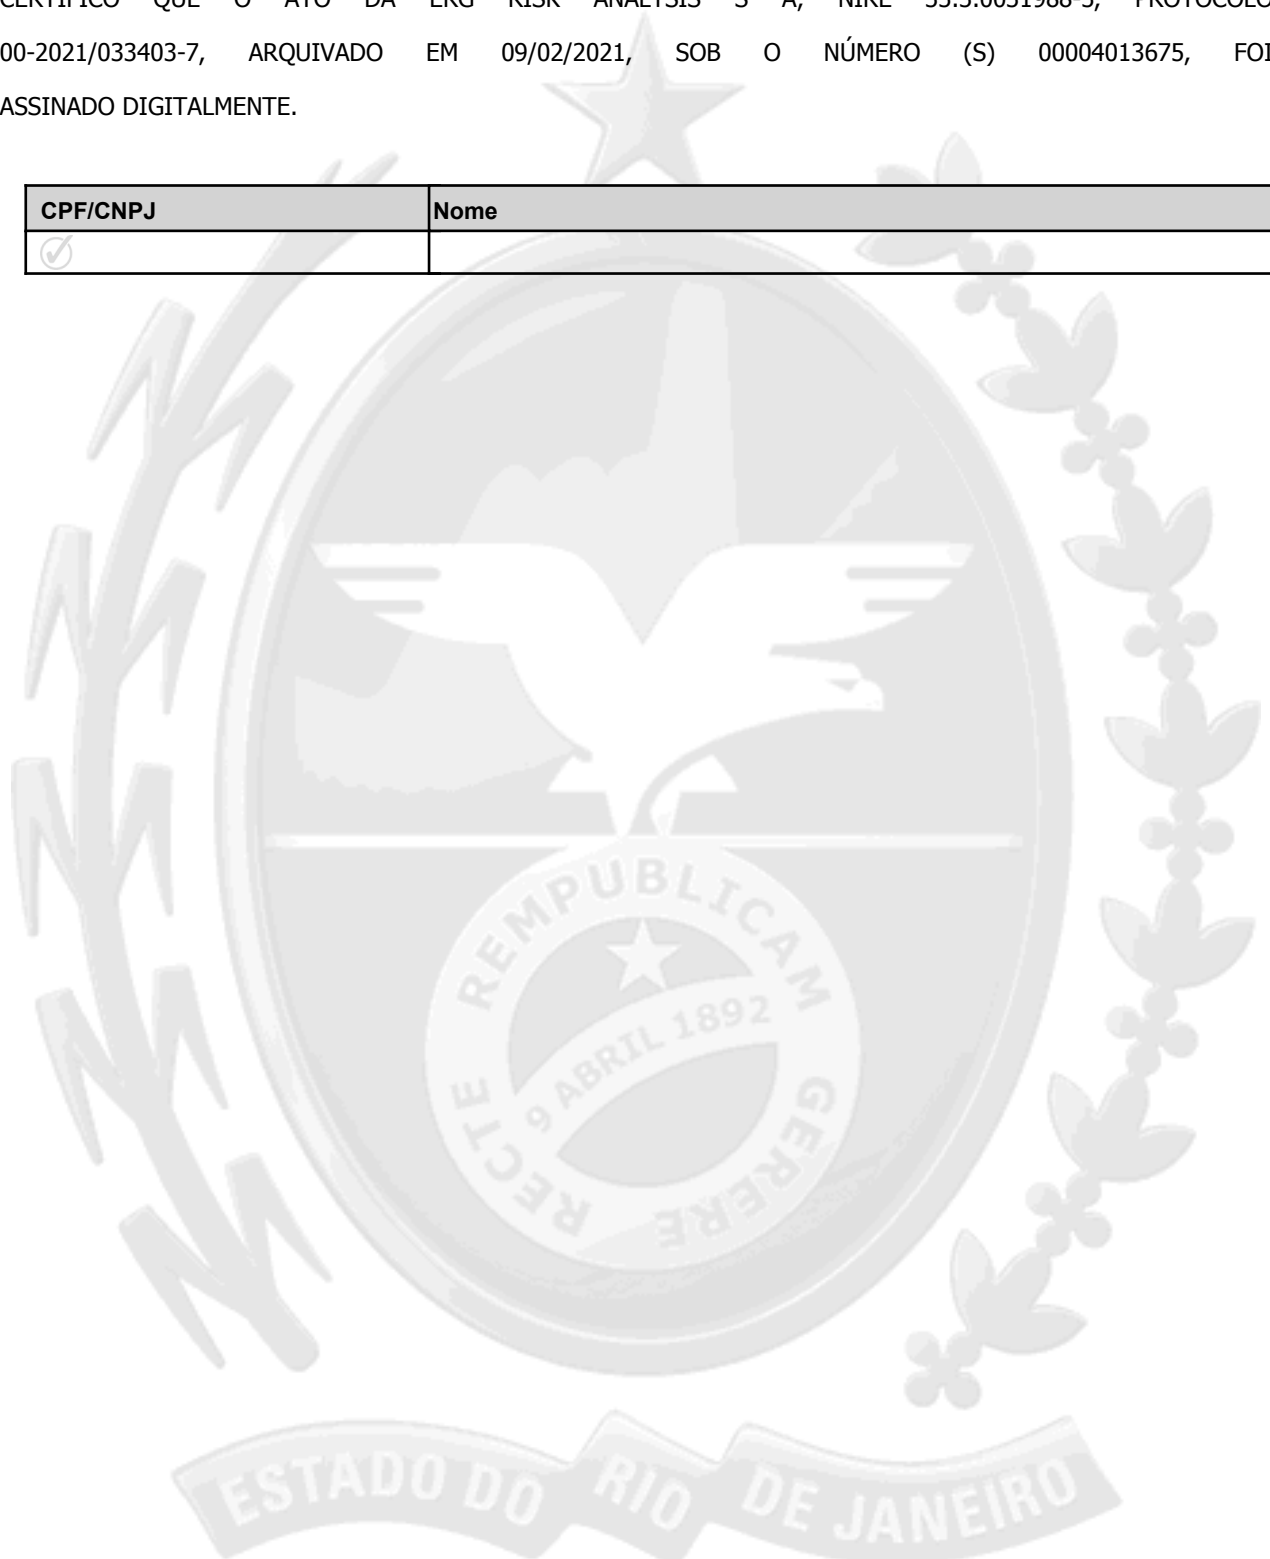 CERTIFICO QUE O ATO DA ERG RISK ANALYSIS S A, NIRE 33.3.0031988-5, PROTOCOLO
00-2021/033403-7, ARQUIVADO EM 09/02/2021, SOB O NÚMERO (S) 00004013675, FOI
ASSINADO DIGITALMENTE.
CPF/CNPJ Nome
REMPUBLICAM
9 ABRIL 1892
RECTE GERERE
ESTADO DO RIO DE JANEIRO